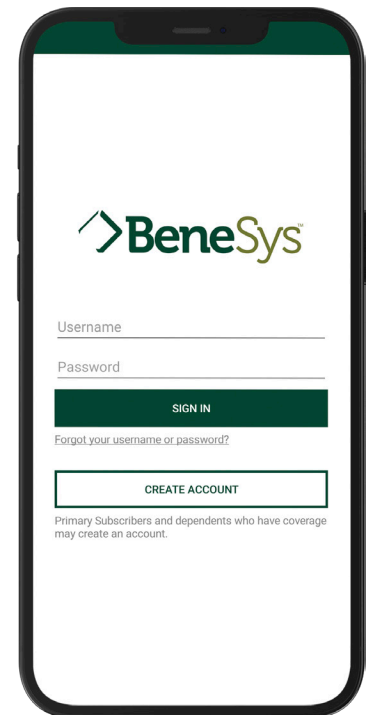 BeneSys™
Username
Password
SIGN IN
Forgot your username or password?
CREATE ACCOUNT
Primary Subscribers and dependents who have coverage
may create an account.